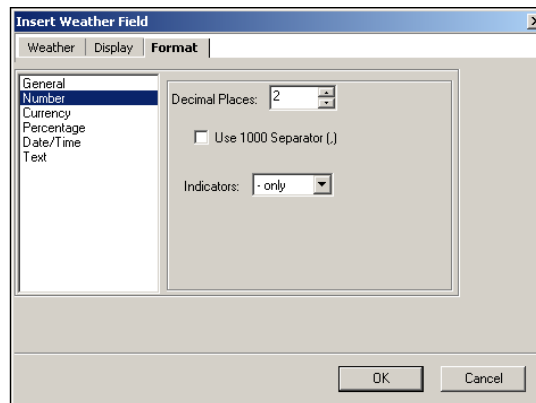 Insert Weather Field
Weather Display Format
General
Number
Currency
Percentage
Date/Time
Text
Decimal Places: 2
Use 1000 Separator (,)
Indicators: - only
OK Cancel